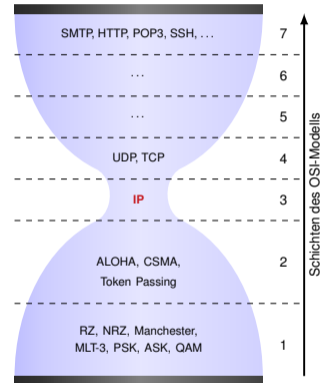 SMTP, HTTP, POP3, SSH, ... 7
... 6
... 5
UDP, TCP 4
IP 3
ALOHA, CSMA, 2
Token Passing
RZ, NRZ, Manchester, 1
MLT-3, PSK, ASK, QAM
Schichten des OSI-Modells